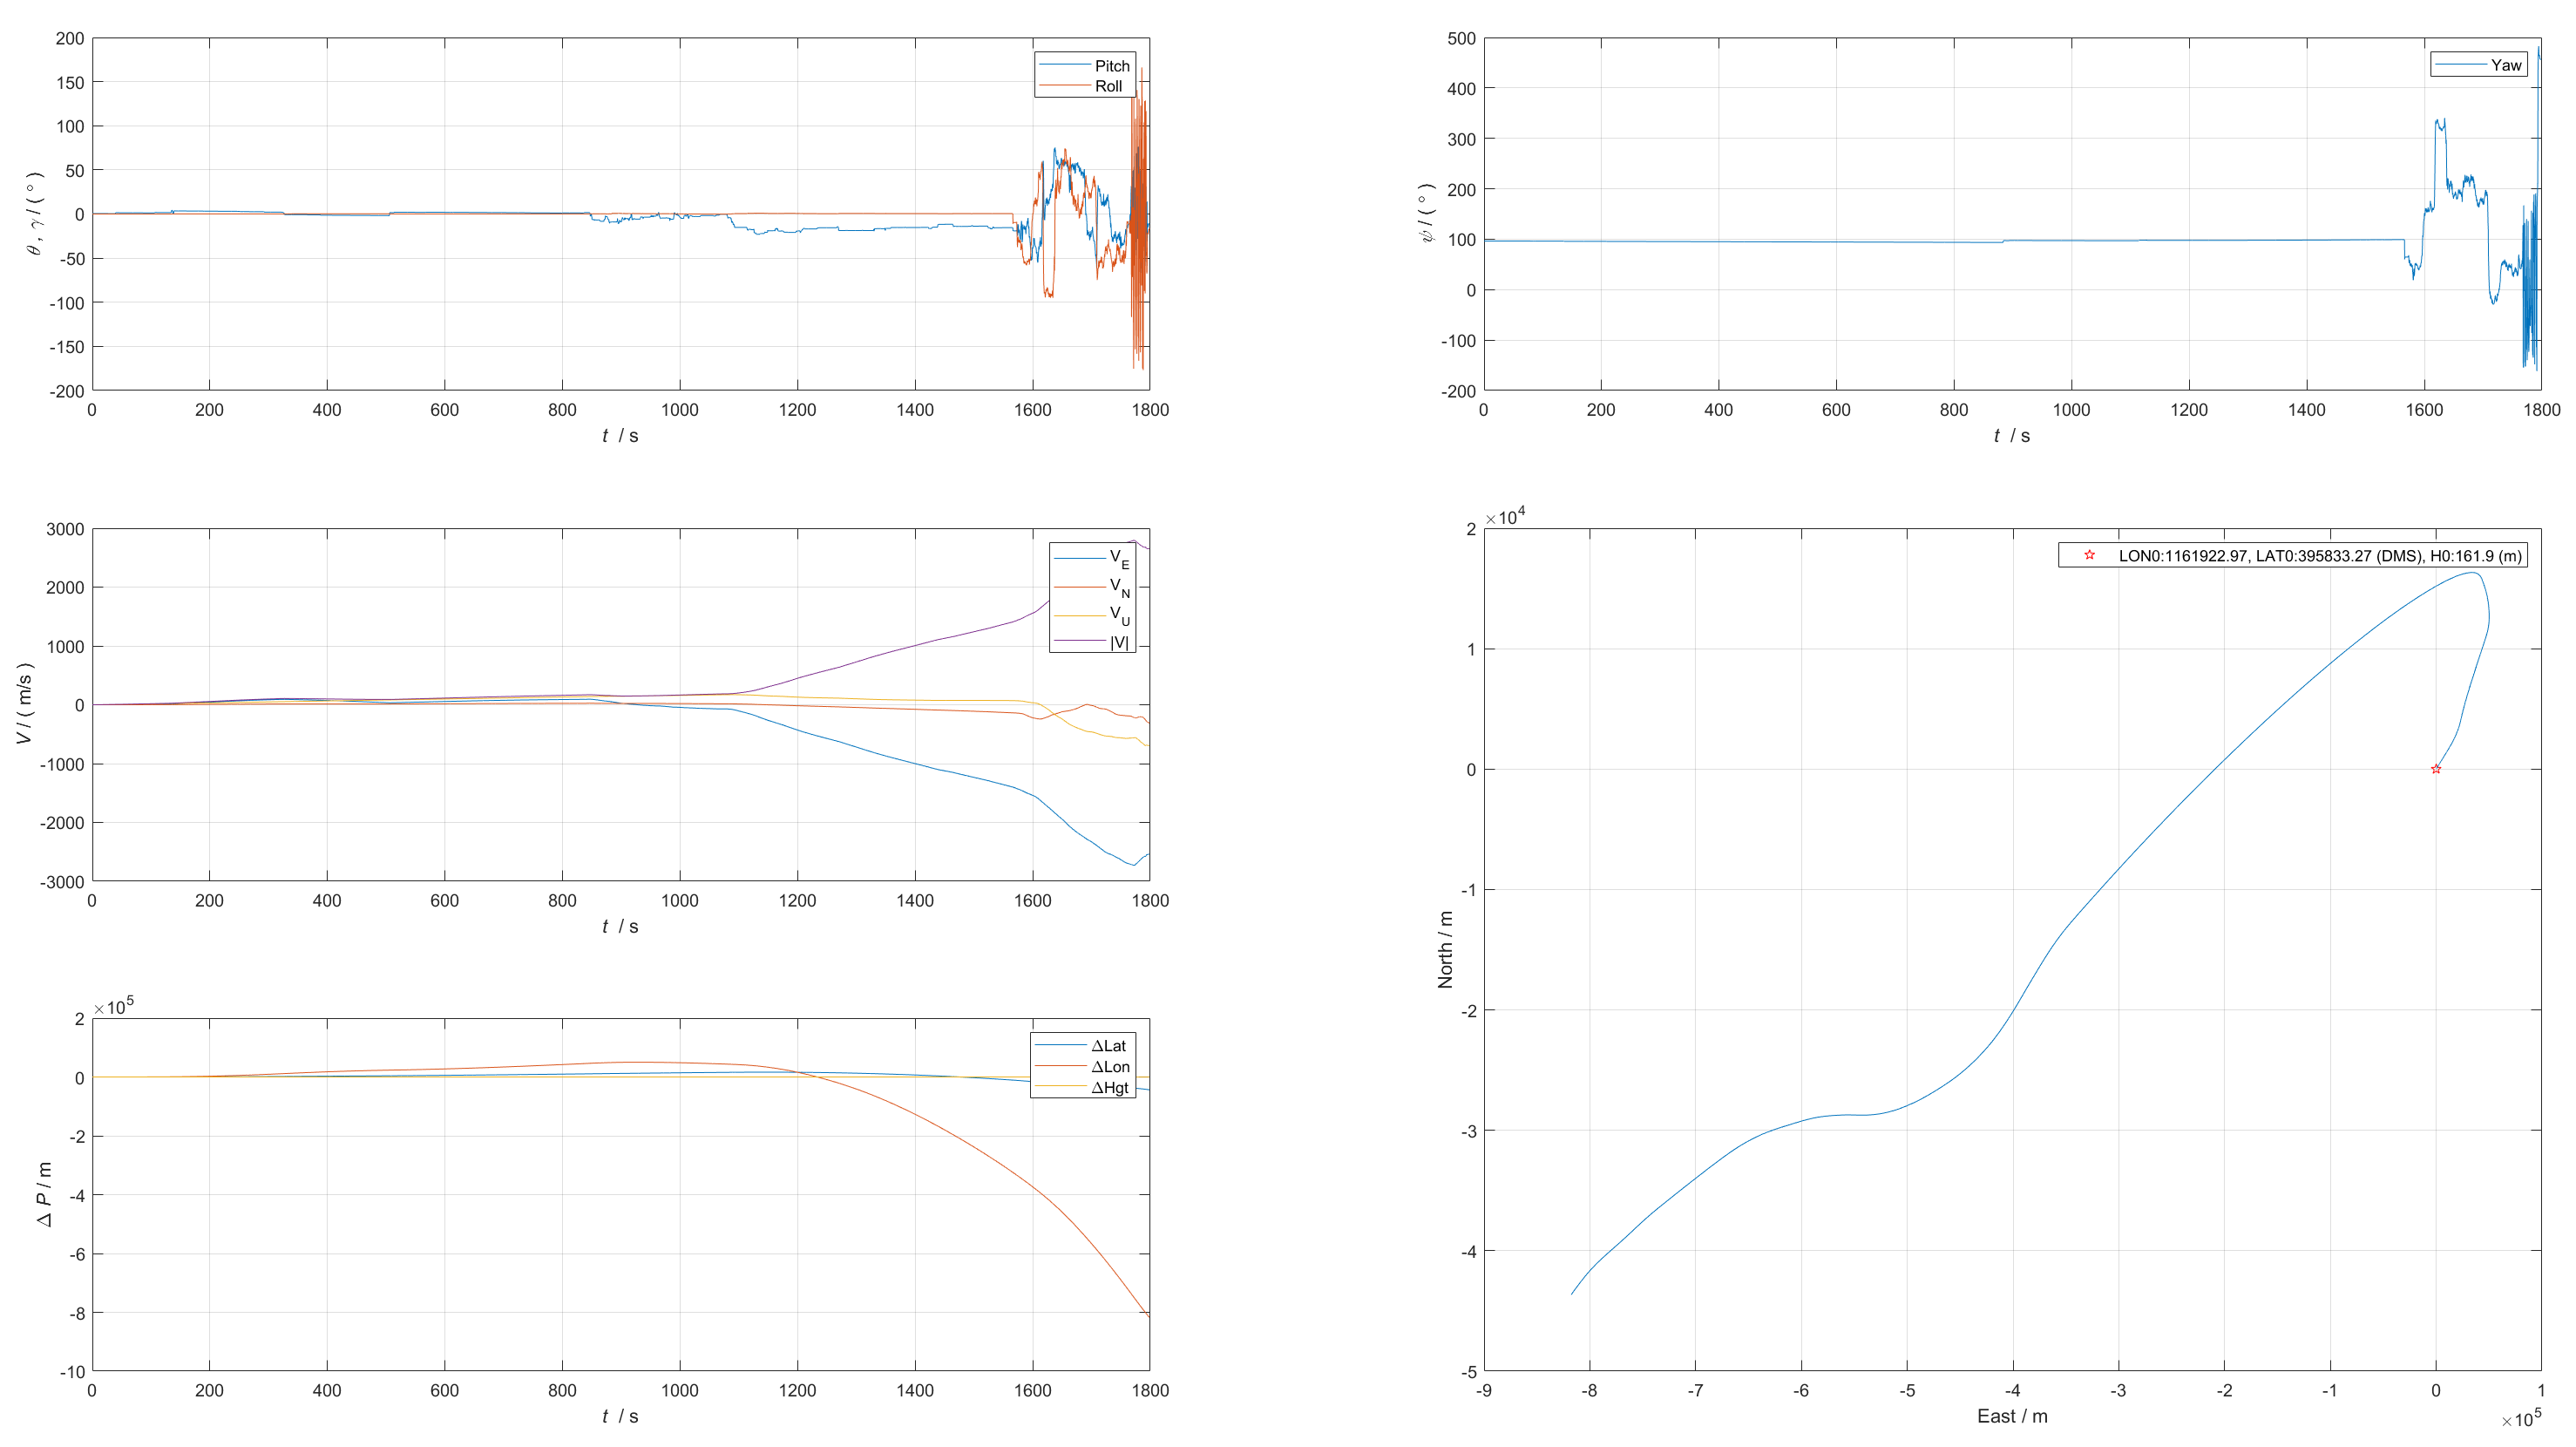 200
150
100
50
0
-50
-100
-150
-200
θ , γ / ( ° )
Pitch
Roll
0 200 400 600 800 1000 1200 1400 1600 1800
t / s
500
400
300
200
100
0
-100
-200
ψ / ( ° )
Yaw
0 200 400 600 800 1000 1200 1400 1600 1800
t / s
3000
2000
1000
0
-1000
-2000
-3000
V / ( m/s )
V_E
V_N
V_U
|V|
0 200 400 600 800 1000 1200 1400 1600 1800
t / s
×10^5
2
0
-2
-4
-6
-8
-10
Δ P / m
ΔLat
ΔLon
ΔHgt
0 200 400 600 800 1000 1200 1400 1600 1800
t / s
×10^4
2
1
0
-1
-2
-3
-4
-5
North / m
LON0:1161922.97, LAT0:395833.27 (DMS), H0:161.9 (m)
-9 -8 -7 -6 -5 -4 -3 -2 -1 0 1
East / m
×10^5